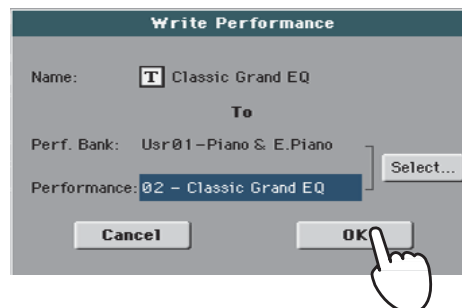 Write Performance
Name: T Classic Grand EQ
To
Perf. Bank: Usr01-Piano & E.Piano
Select...
Performance: 02 - Classic Grand EQ
Cancel OK